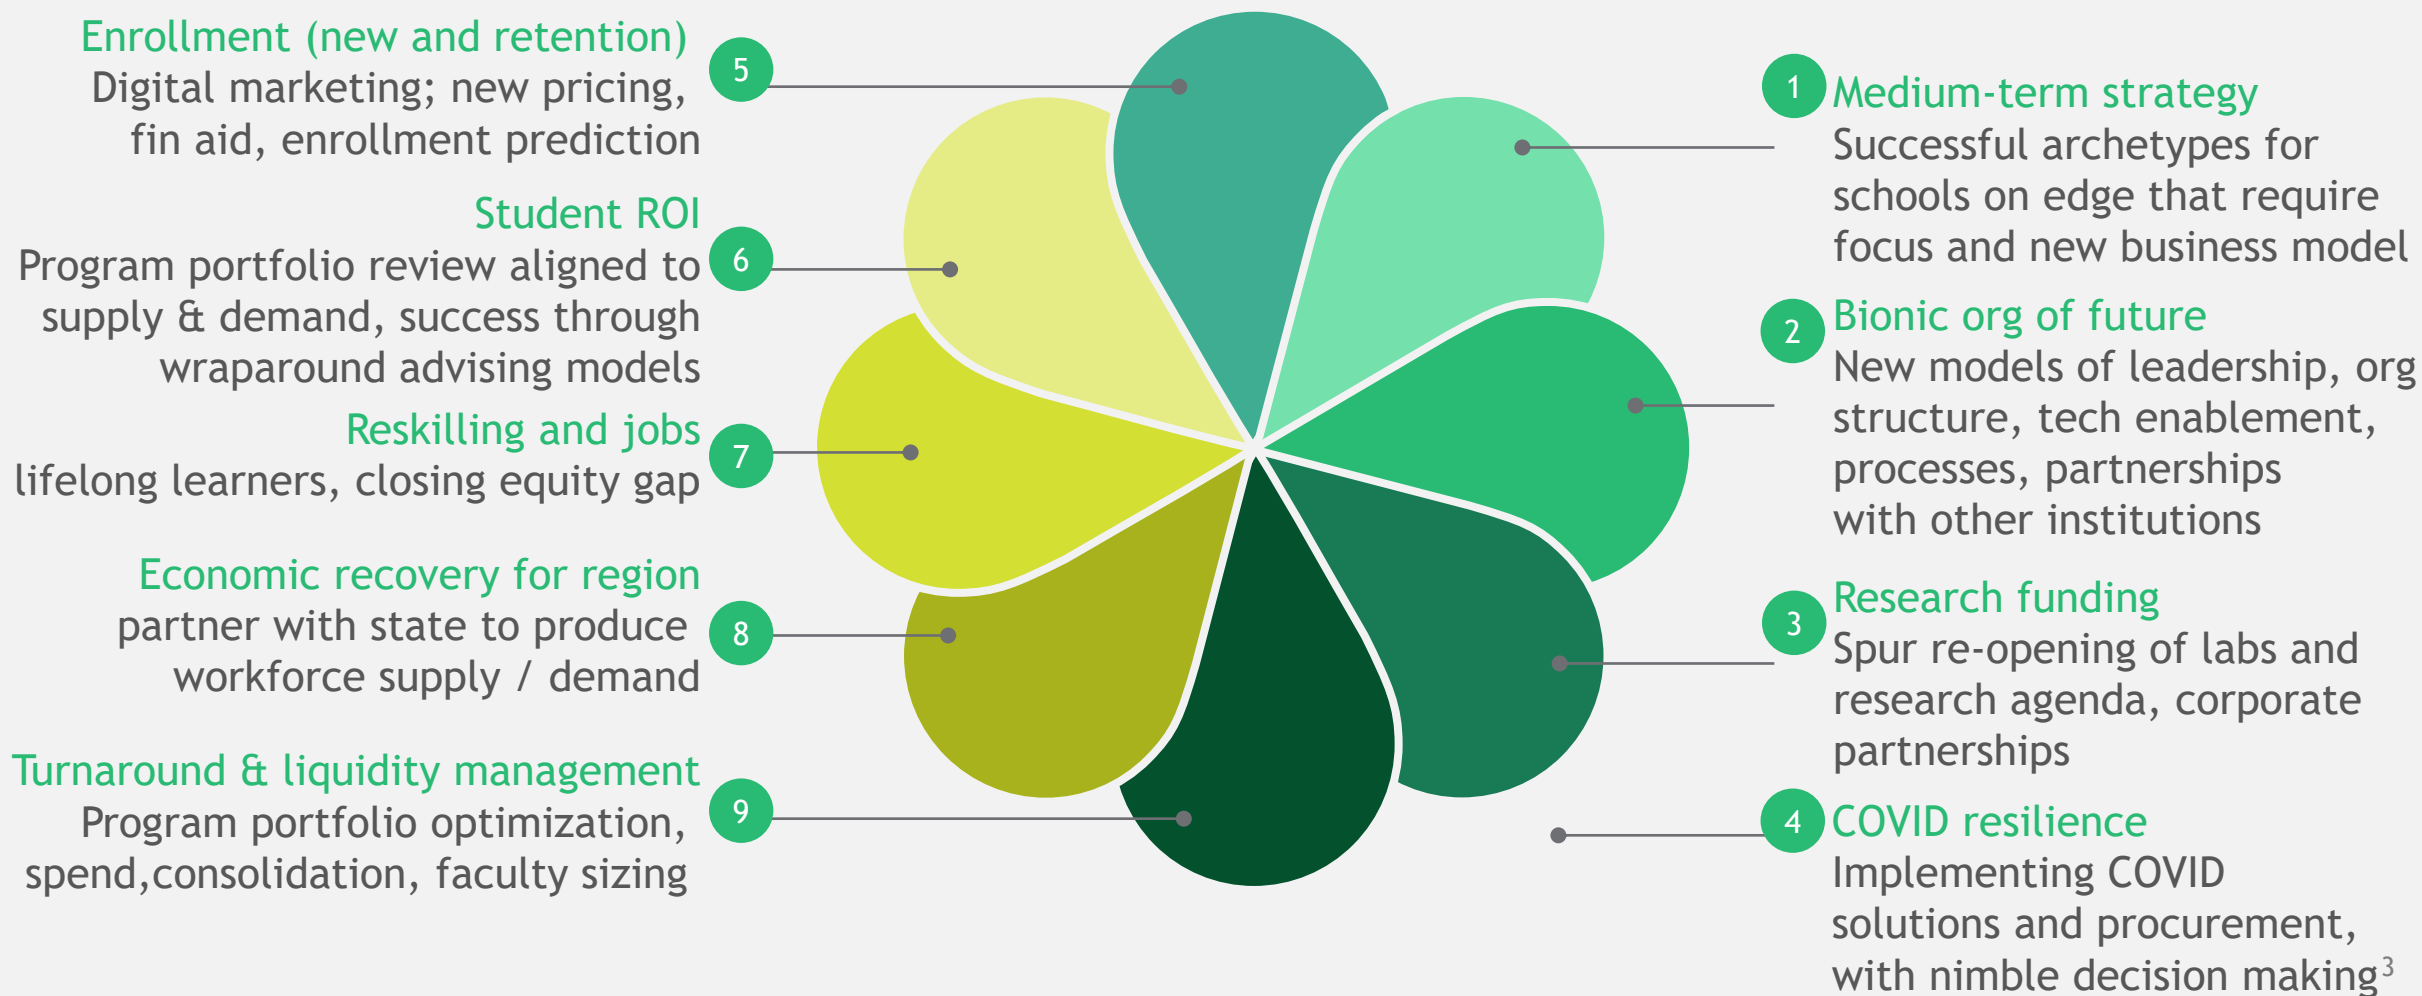 Enrollment (new and retention)
Digital marketing; new pricing,
fin aid, enrollment prediction
5
Student ROI
Program portfolio review aligned to
supply & demand, success through
wraparound advising models
6
Reskilling and jobs
lifelong learners, closing equity gap
7
Economic recovery for region
partner with state to produce
workforce supply / demand
8
Turnaround & liquidity management
Program portfolio optimization,
spend,consolidation, faculty sizing
9
1
Medium-term strategy
Successful archetypes for
schools on edge that require
focus and new business model
2
Bionic org of future
New models of leadership, org
structure, tech enablement,
processes, partnerships
with other institutions
3
Research funding
Spur re-opening of labs and
research agenda, corporate
partnerships
4
COVID resilience
Implementing COVID
solutions and procurement,
with nimble decision making
3